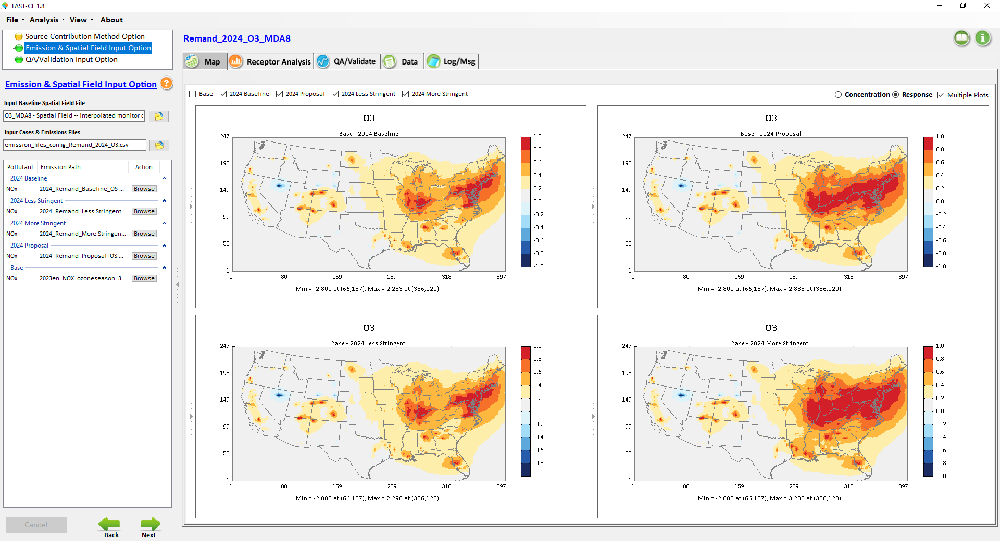 FAST-CE 1.8
File Analysis View About
Source Contribution Method Option
Emission & Spatial Field Input Option
QA/Validation Input Option
Emission & Spatial Field Input Option
Input Baseline Spatial Field File
O3_MDA8 - Spatial Field -- interpolated monitor c
Input Cases & Emissions Files
emission_files_config_Remand_2024_O3.csv
Pollutant Emission Path Action
2024 Baseline
NOx 2024_Remand_Baseline_OS ... Browse
2024 Less Stringent
NOx 2024_Remand_Less Stringent... Browse
2024 More Stringent
NOx 2024_Remand_More Stringen... Browse
2024 Proposal
NOx 2024_Remand_Proposal_OS ... Browse
Base
NOx 2023en_NOX_ozoneseason_3... Browse
Cancel
Back
Next
Remand_2024_O3_MDA8
Map Receptor Analysis QA/Validate Data Log/Msg
Base 2024 Baseline 2024 Proposal 2024 Less Stringent 2024 More Stringent
Concentration Response Multiple Plots
O3
Base - 2024 Baseline
247
198
149
99
50
1
1 80 159 239 318 397
1.0
0.8
0.6
0.4
0.2
0.0
-0.2
-0.4
-0.6
-0.8
-1.0
Min = -2.800 at (66,157), Max = 2.283 at (336,120)
O3
Base - 2024 Proposal
247
198
149
99
50
1
1 80 159 239 318 397
1.0
0.8
0.6
0.4
0.2
0.0
-0.2
-0.4
-0.6
-0.8
-1.0
Min = -2.800 at (66,157), Max = 2.883 at (336,120)
O3
Base - 2024 Less Stringent
247
198
149
99
50
1
1 80 159 239 318 397
1.0
0.8
0.6
0.4
0.2
0.0
-0.2
-0.4
-0.6
-0.8
-1.0
Min = -2.800 at (66,157), Max = 2.298 at (336,120)
O3
Base - 2024 More Stringent
247
198
149
99
50
1
1 80 159 239 318 397
1.0
0.8
0.6
0.4
0.2
0.0
-0.2
-0.4
-0.6
-0.8
-1.0
Min = -2.800 at (66,157), Max = 3.230 at (336,120)